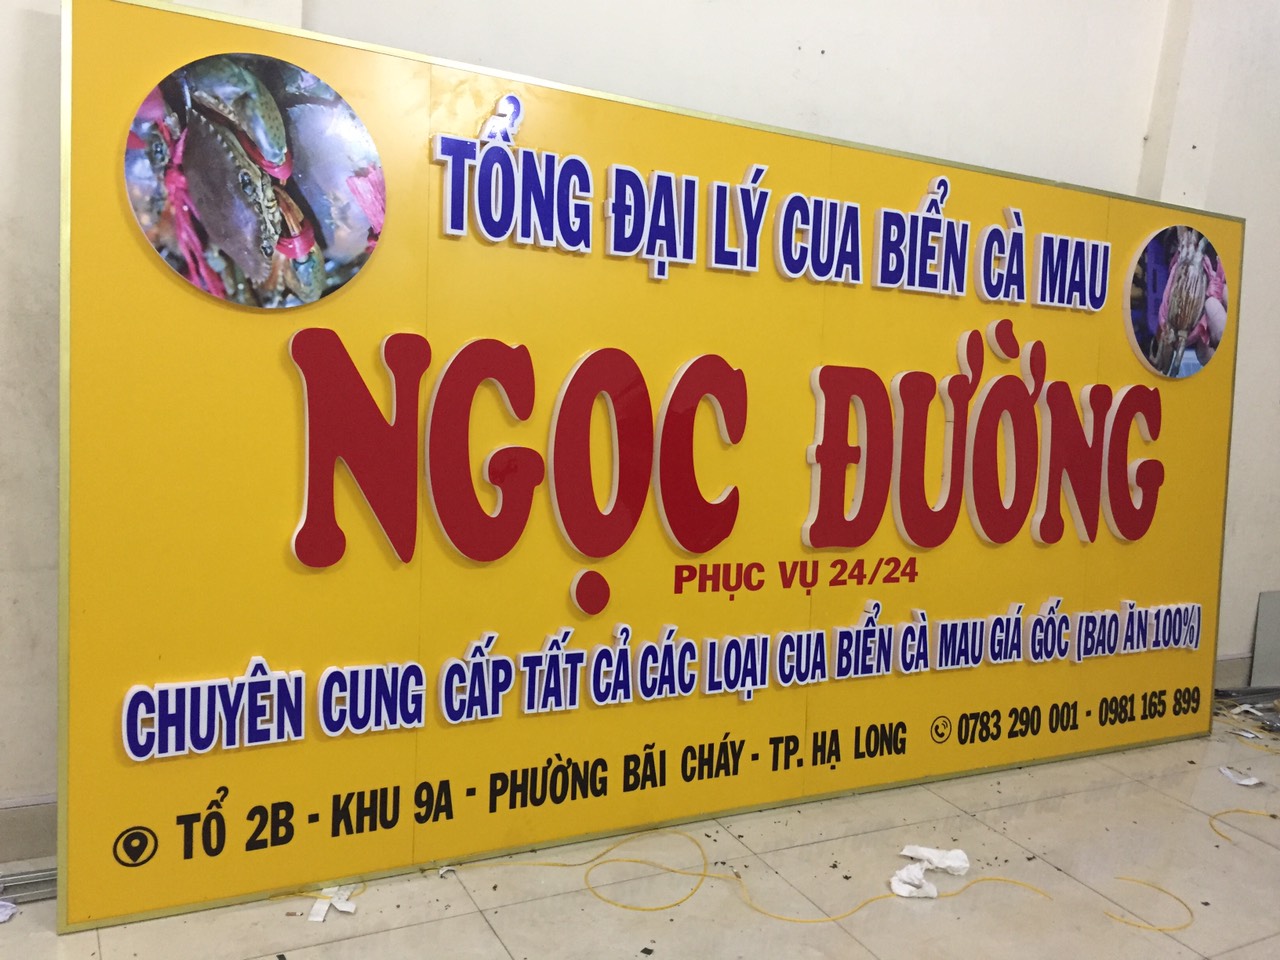 TỔNG ĐẠI LÝ CUA BIỂN CÀ MAU
NGỌC ĐƯỜNG
PHỤC VỤ 24/24
CHUYÊN CUNG CẤP TẤT CẢ CÁC LOẠI CUA BIỂN CÀ MAU GIÁ GỐC (BAO ĂN 100%)
TỔ 2B - KHU 9A - PHƯỜNG BÃI CHÁY - TP. HẠ LONG 0783 290 001 - 0981 165 899